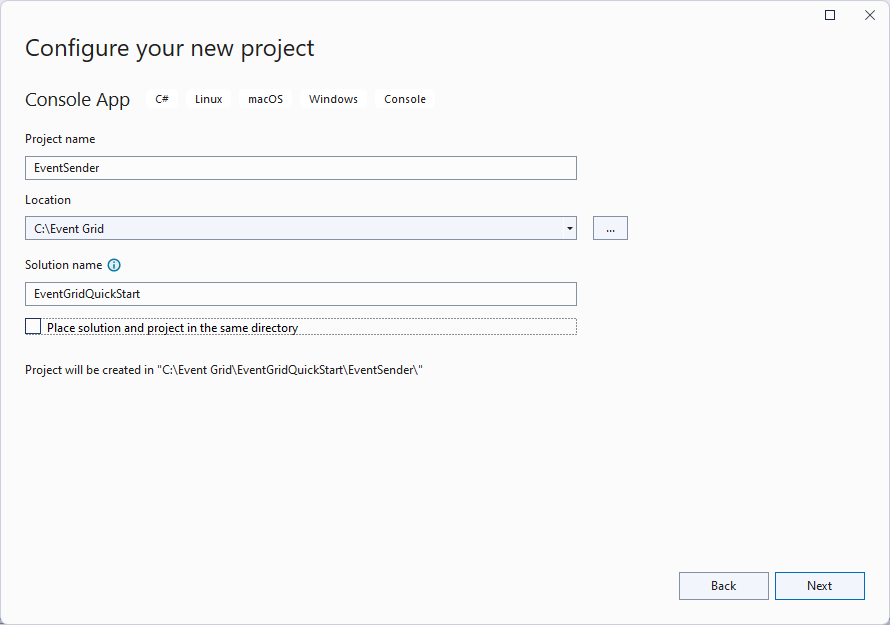 Configure your new project
Console App C# Linux macOS Windows Console
Project name
EventSender
Location
C:\Event Grid ...
Solution name
EventGridQuickStart
Place solution and project in the same directory
Project will be created in "C:\Event Grid\EventGridQuickStart\EventSender\"
Back Next